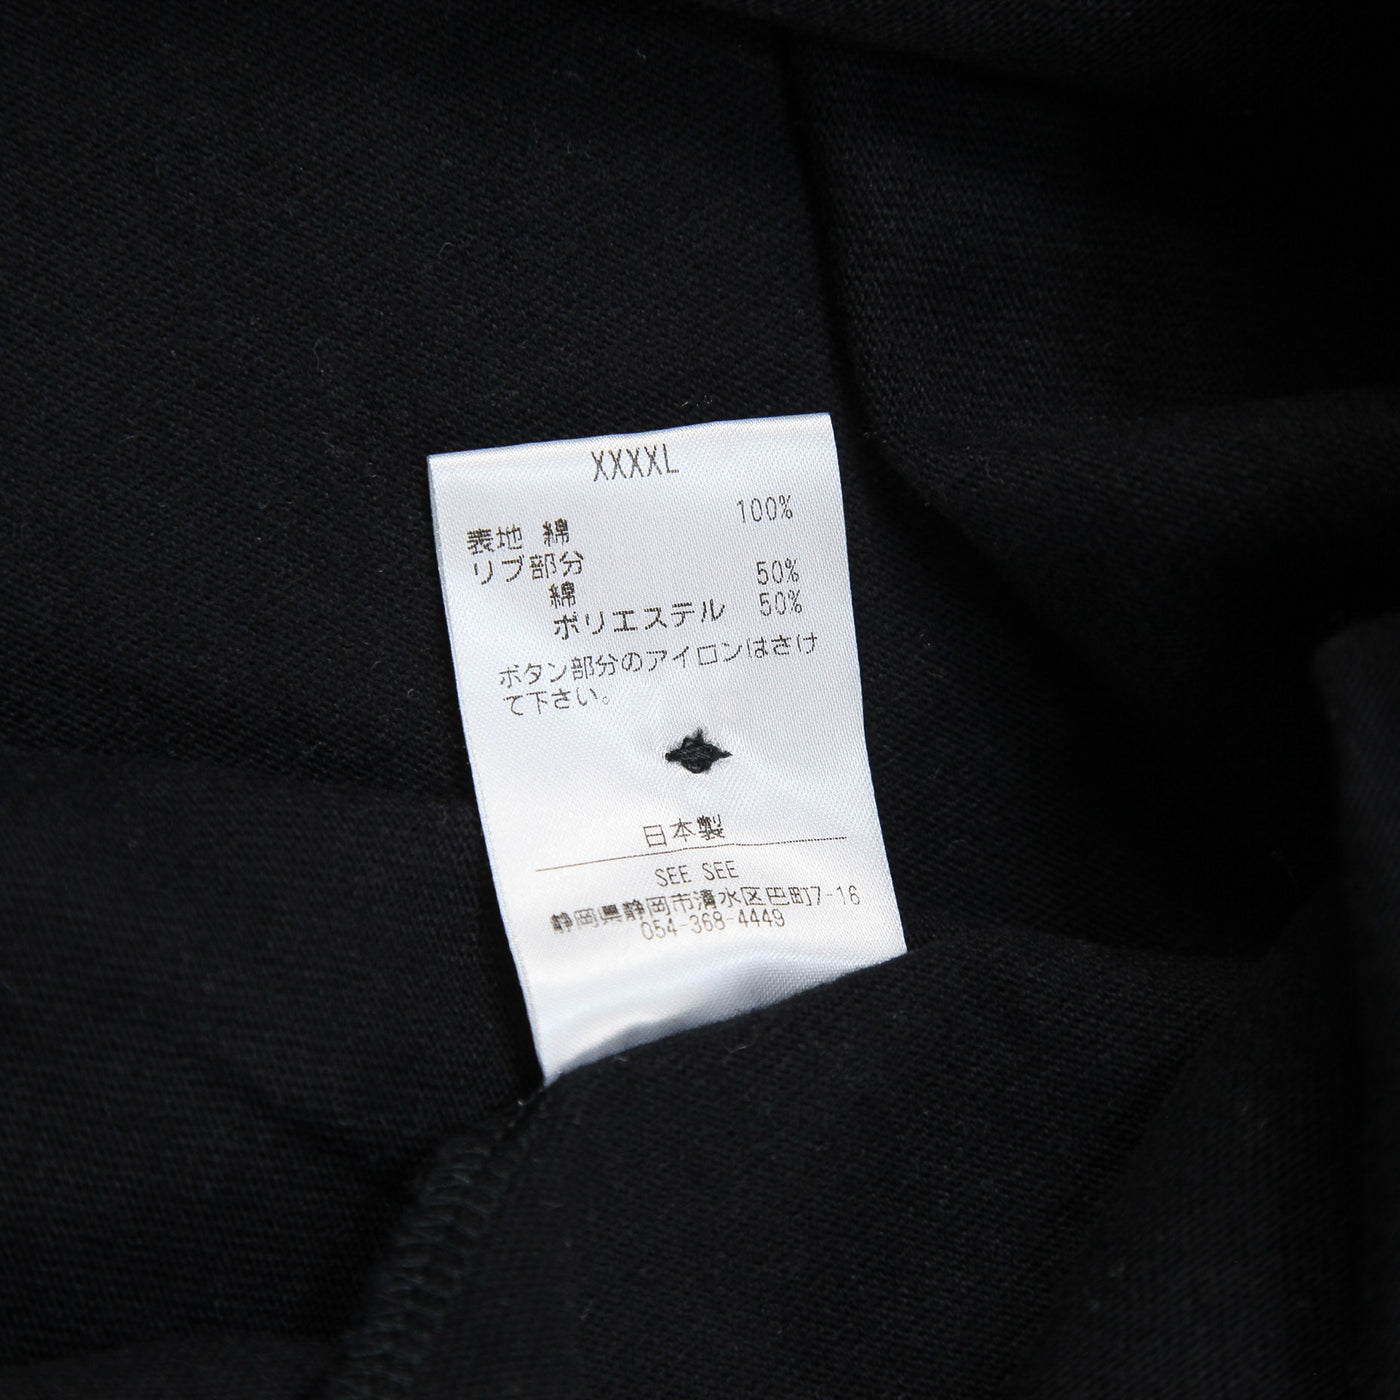 XXXXL
表地 綿 100%
リブ部分
綿 50%
ポリエステル 50%
ボタン部分のアイロンはさけ
て下さい。
日本製
SEE SEE
静岡県静岡市清水区巴町7-16
054-368-4449